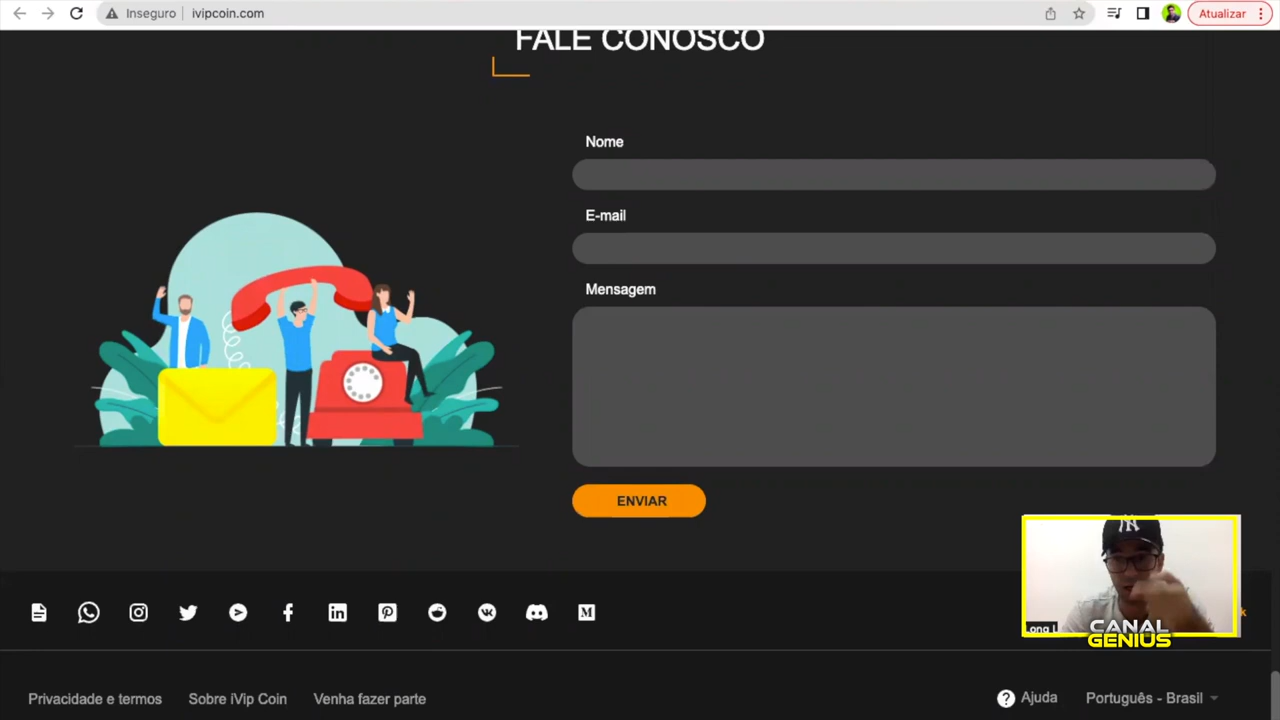 Inseguro
ivipcoin.com
Atualizar
FALE CONOSCO
Nome
E-mail
Mensagem
ENVIAR
CANAL
GENIUS
Privacidade e termos
Sobre iVip Coin
Venha fazer parte
Ajuda
Português - Brasil